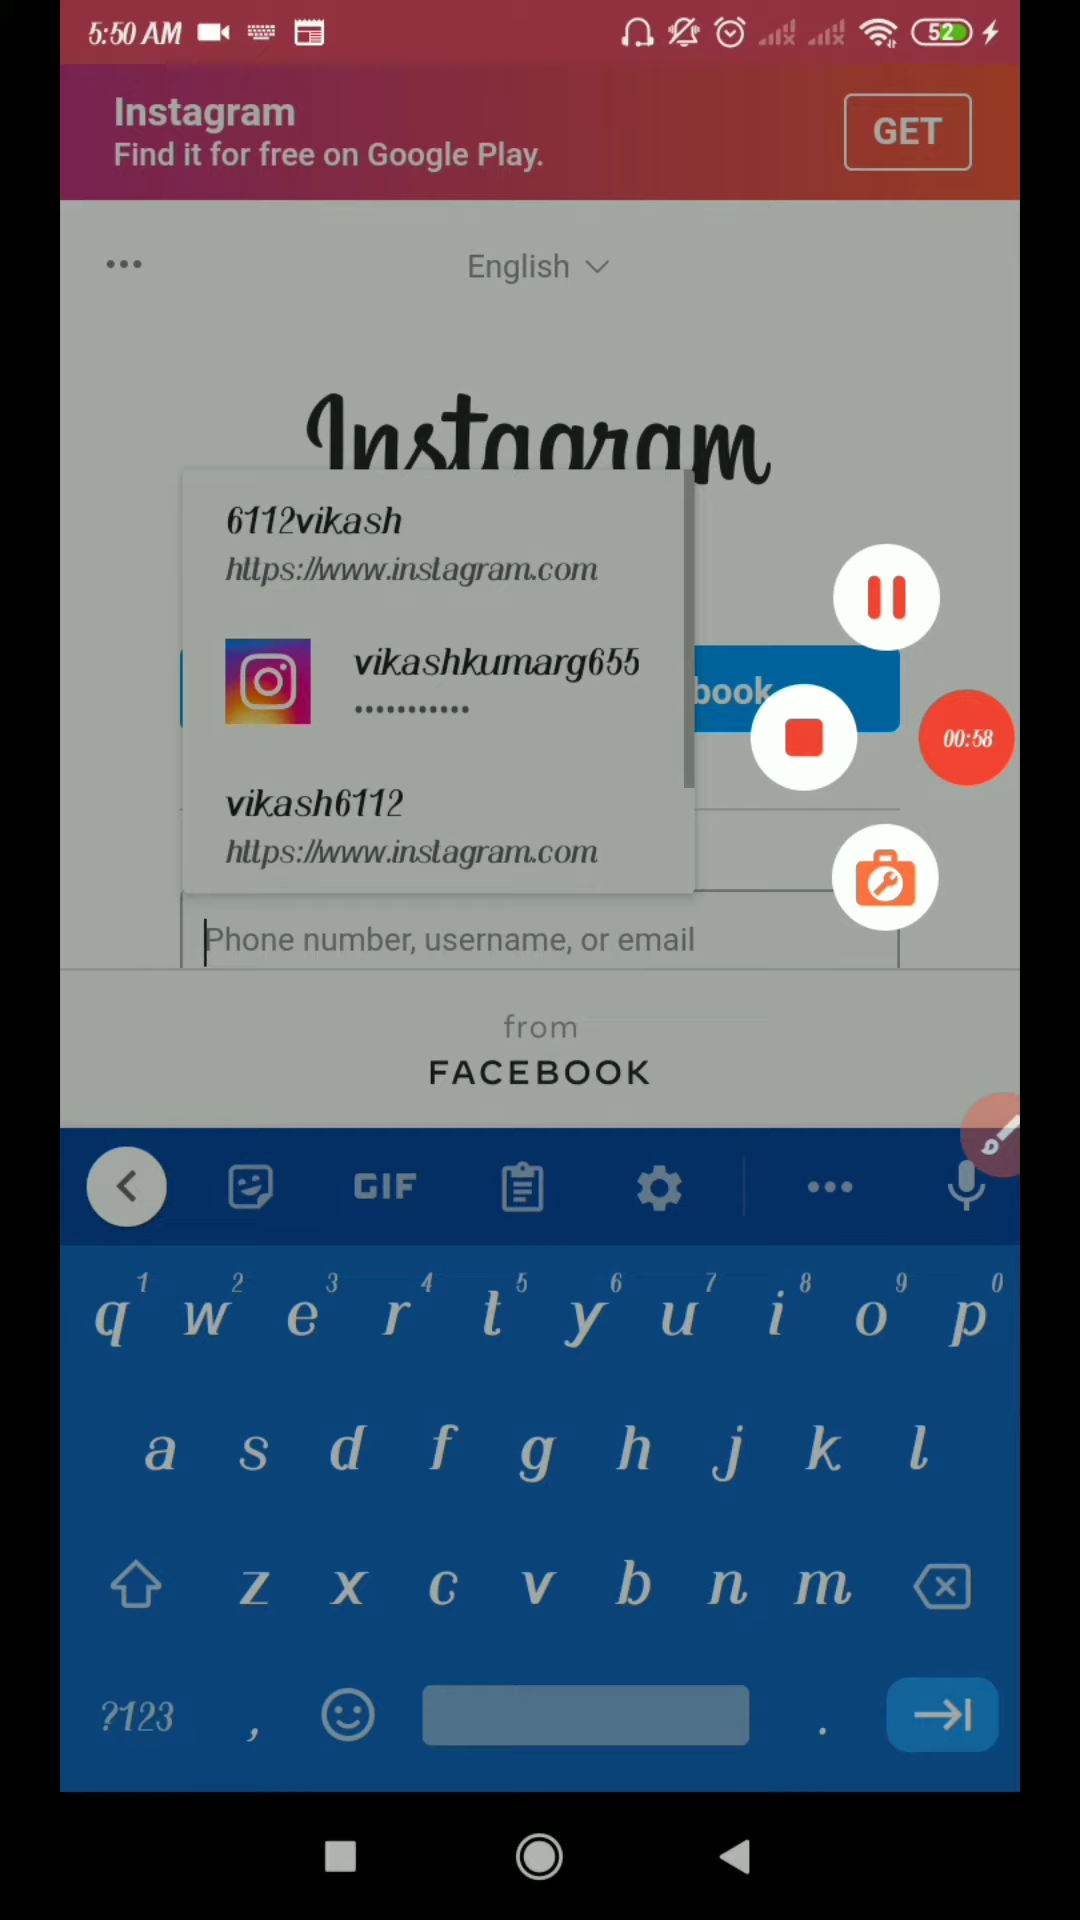 5:50 AM
52
Instagram
Find it for free on Google Play.
GET
English
Instagram
6112vikash
https://www.instagram.com
vikashkumarg655
•••••••••••
book
vikash6112
https://www.instagram.com
00:58
Phone number, username, or email
from
FACEBOOK
GIF
1 2 3 4 5 6 7 8 9 0
q w e r t y u i o p
a s d f g h j k l
z x c v b n m
?123 , .